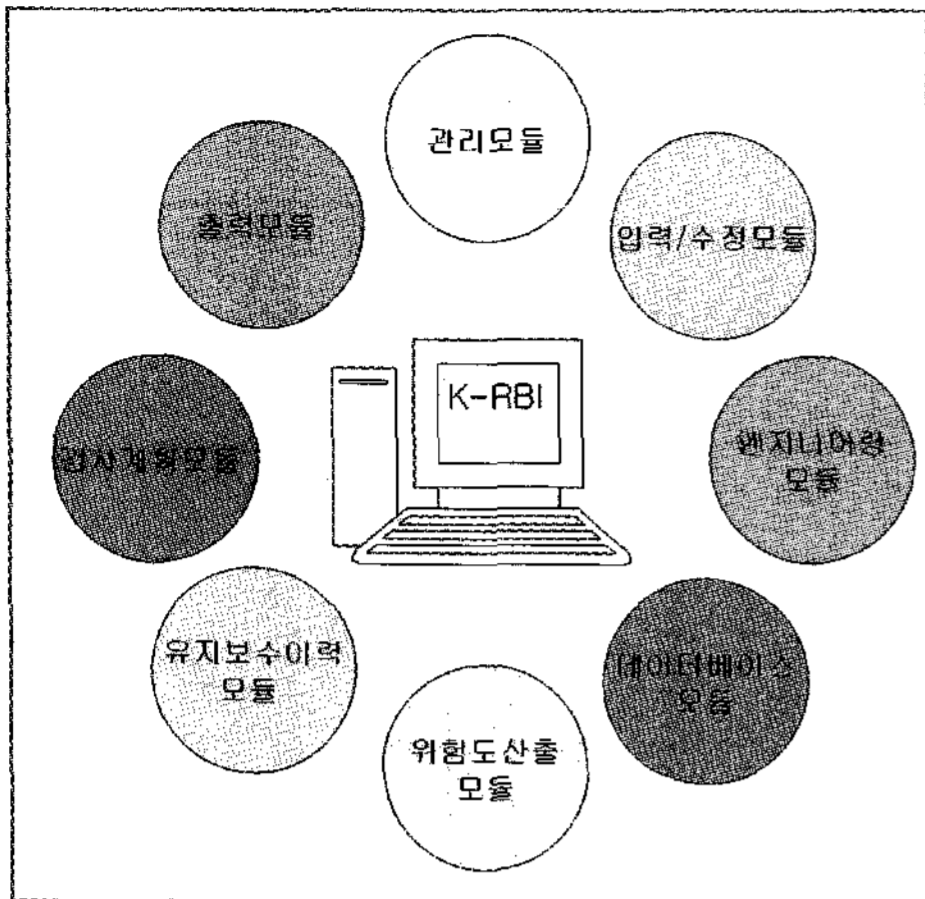 관리모듈
출력모듈
입력/수정모듈
K-RBI
검사계획모듈
엔지니어링
모듈
유지보수이력
모듈
데이터베이스
모듈
위험도산출
모듈